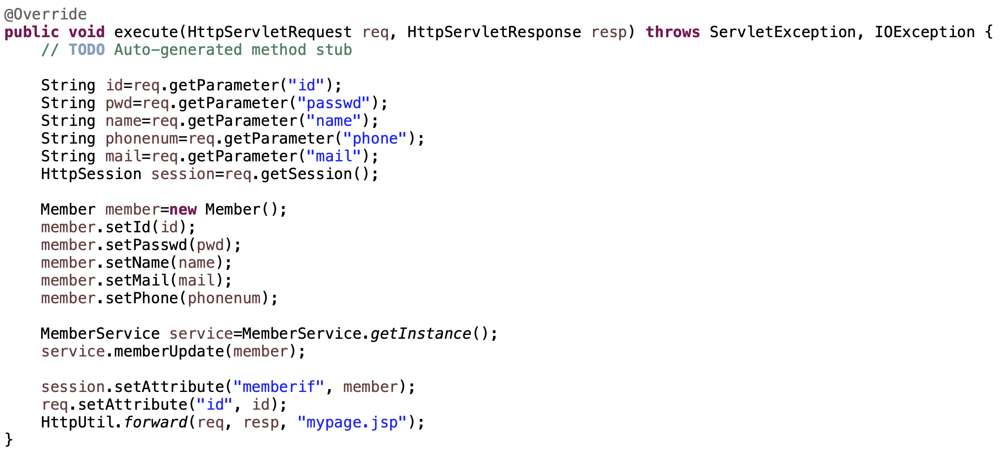 @Override
public void execute(HttpServletRequest req, HttpServletResponse resp) throws ServletException, IOException {
    // TODO Auto-generated method stub

    String id=req.getParameter("id");
    String pwd=req.getParameter("passwd");
    String name=req.getParameter("name");
    String phonenum=req.getParameter("phone");
    String mail=req.getParameter("mail");
    HttpSession session=req.getSession();

    Member member=new Member();
    member.setId(id);
    member.setPasswd(pwd);
    member.setName(name);
    member.setMail(mail);
    member.setPhone(phonenum);

    MemberService service=MemberService.getInstance();
    service.memberUpdate(member);

    session.setAttribute("memberif", member);
    req.setAttribute("id", id);
    HttpUtil.forward(req, resp, "mypage.jsp");
}